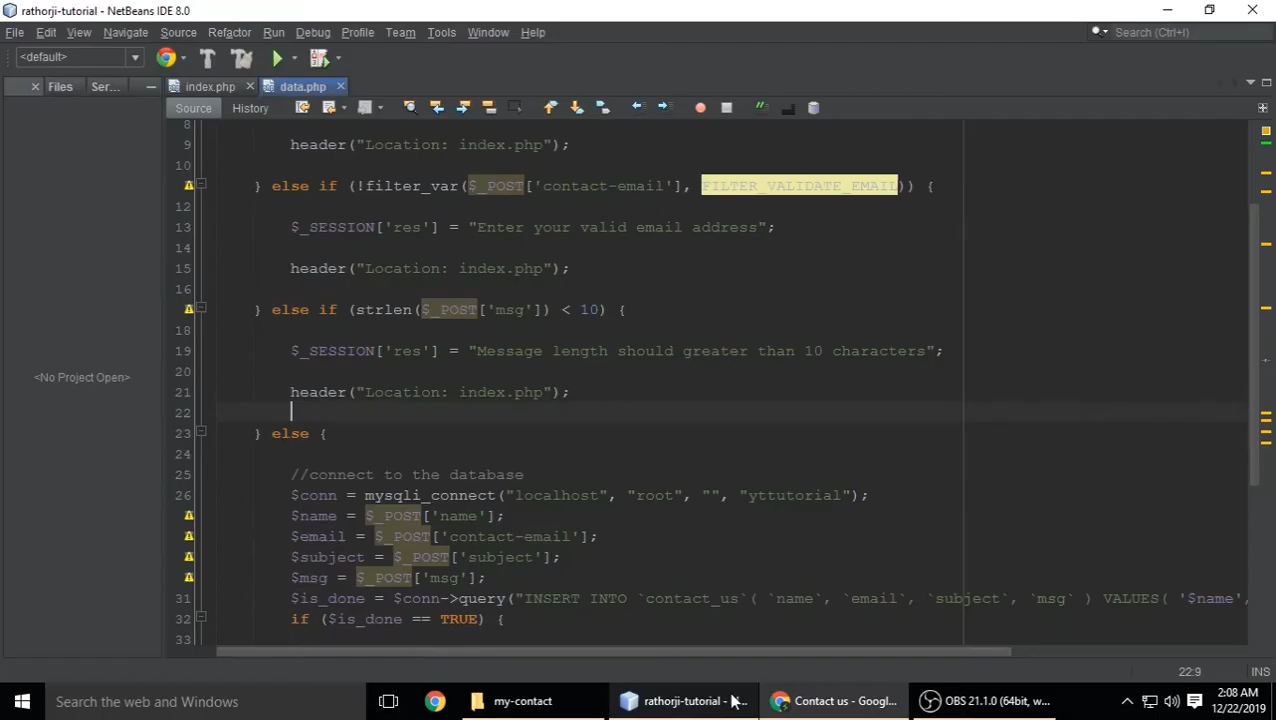 rathorji-tutorial - NetBeans IDE 8.0
File Edit View Navigate Source Refactor Run Debug Profile Team Tools Window Help
Search (Ctrl+I)
<default>
Files Ser... index.php data.php
Source History
8
9 header("Location: index.php");
10
} else if (!filter_var($_POST['contact-email'], FILTER_VALIDATE_EMAIL)) {
12
13 $_SESSION['res'] = "Enter your valid email address";
14
15 header("Location: index.php");
16
} else if (strlen($_POST['msg']) < 10) {
18
19 $_SESSION['res'] = "Message length should greater than 10 characters";
20
21 header("Location: index.php");
22
23 } else {
24
25 //connect to the database
26 $conn = mysqli_connect("localhost", "root", "", "yttutorial");
$name = $_POST['name'];
$email = $_POST['contact-email'];
$subject = $_POST['subject'];
$msg = $_POST['msg'];
31 $is_done = $conn->query("INSERT INTO `contact_us`( `name`, `email`, `subject`, `msg` ) VALUES( '$name',
32 if ($is_done == TRUE) {
33
<No Project Open>
22:9 INS
Search the web and Windows
my-contact
rathorji-tutorial - N...
Contact us - Googl...
OBS 21.1.0 (64bit, w...
2:08 AM
12/22/2019